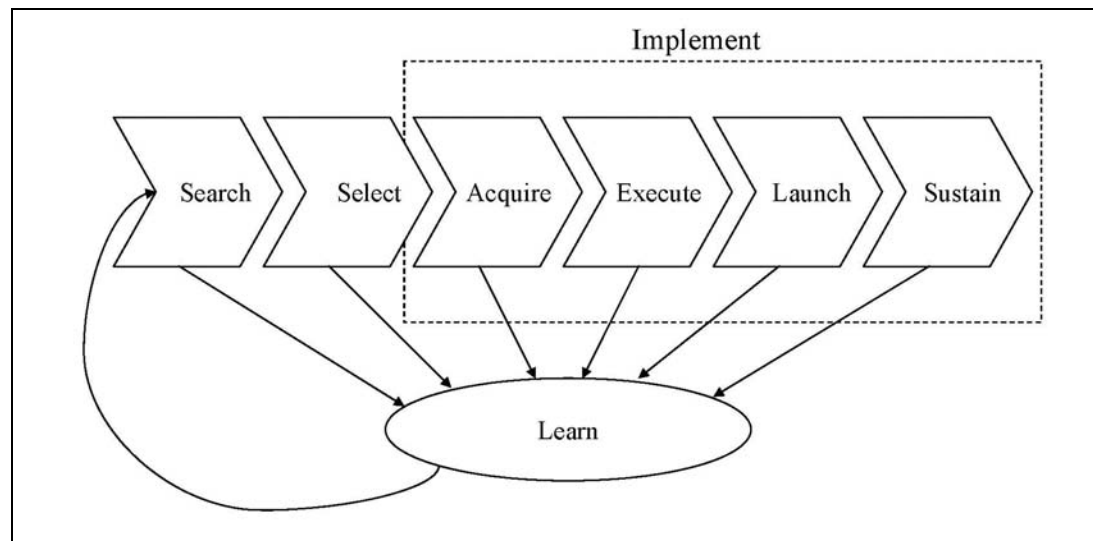 Implement
Search
Select
Acquire
Execute
Launch
Sustain
Learn